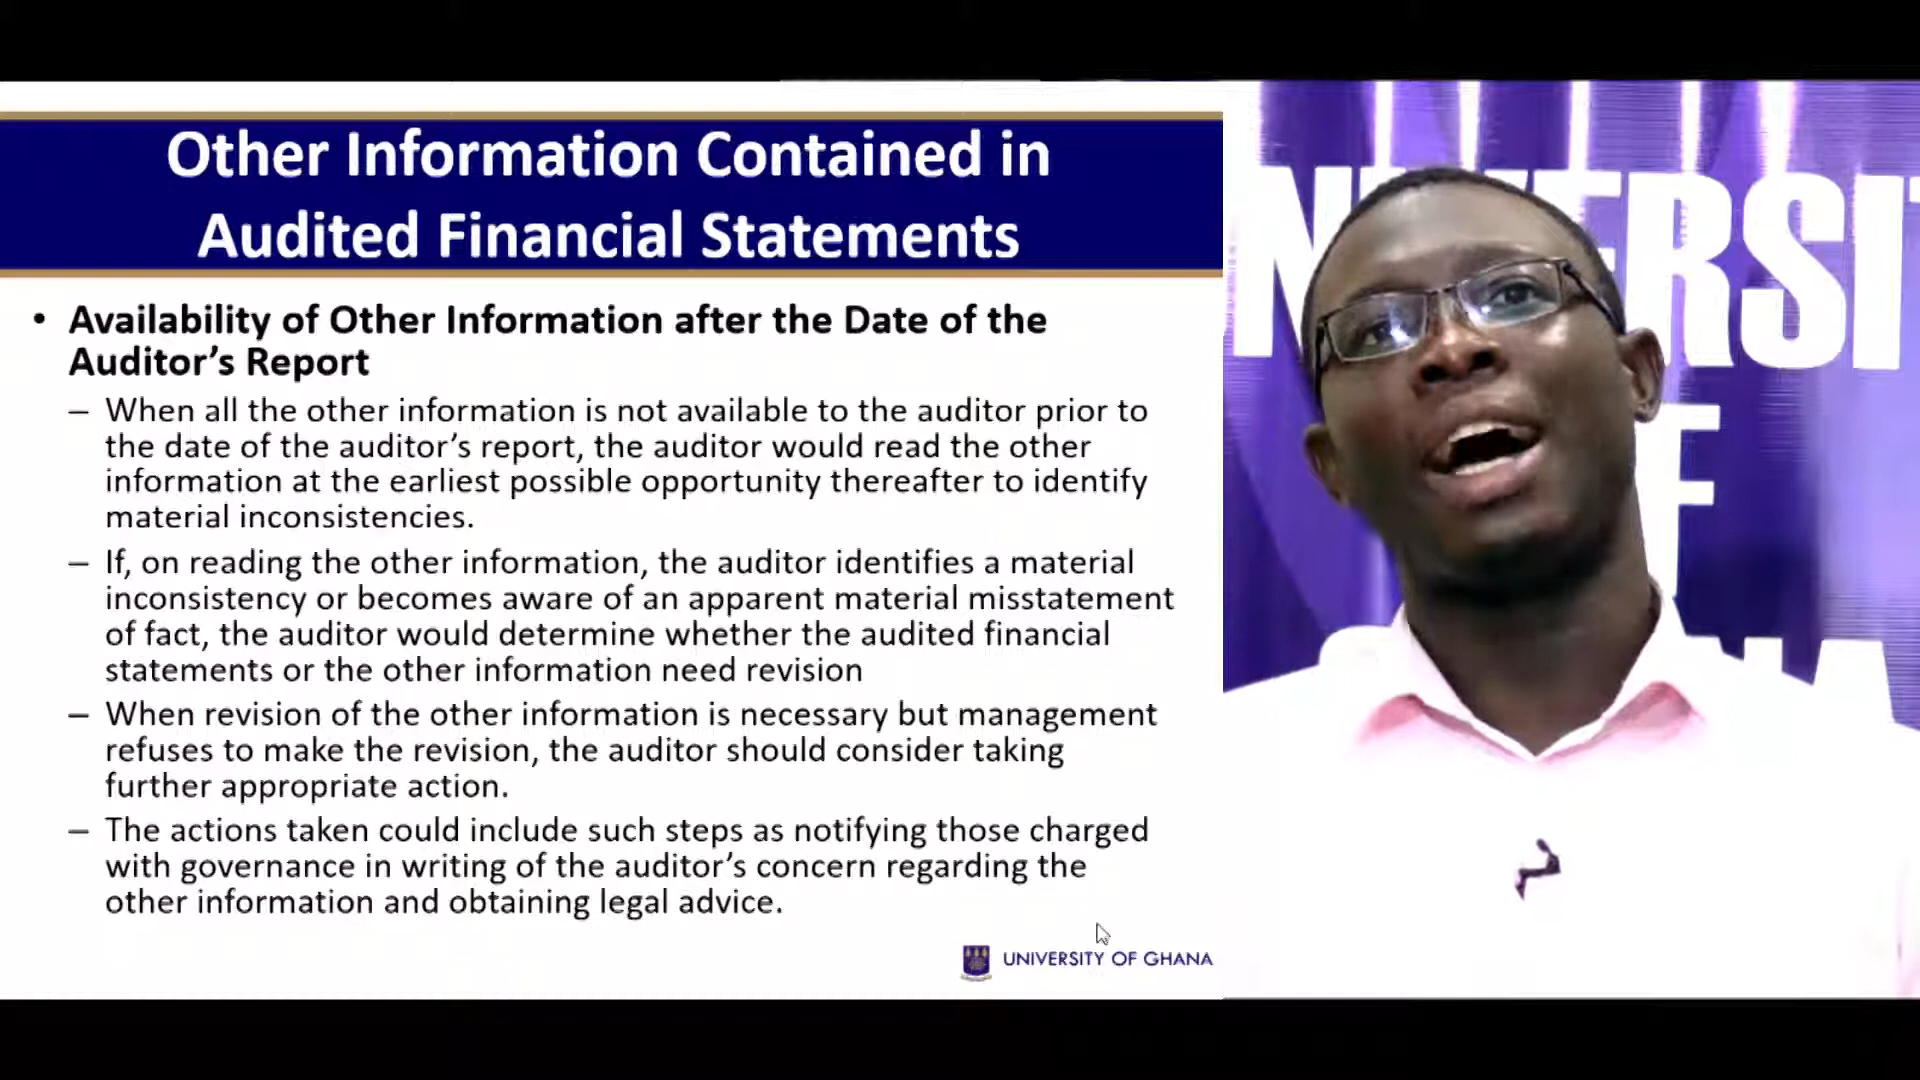 Other Information Contained in
Audited Financial Statements
• Availability of Other Information after the Date of the
Auditor’s Report
– When all the other information is not available to the auditor prior to
the date of the auditor’s report, the auditor would read the other
information at the earliest possible opportunity thereafter to identify
material inconsistencies.
– If, on reading the other information, the auditor identifies a material
inconsistency or becomes aware of an apparent material misstatement
of fact, the auditor would determine whether the audited financial
statements or the other information need revision
– When revision of the other information is necessary but management
refuses to make the revision, the auditor should consider taking
further appropriate action.
– The actions taken could include such steps as notifying those charged
with governance in writing of the auditor’s concern regarding the
other information and obtaining legal advice.
UNIVERSITY OF GHANA